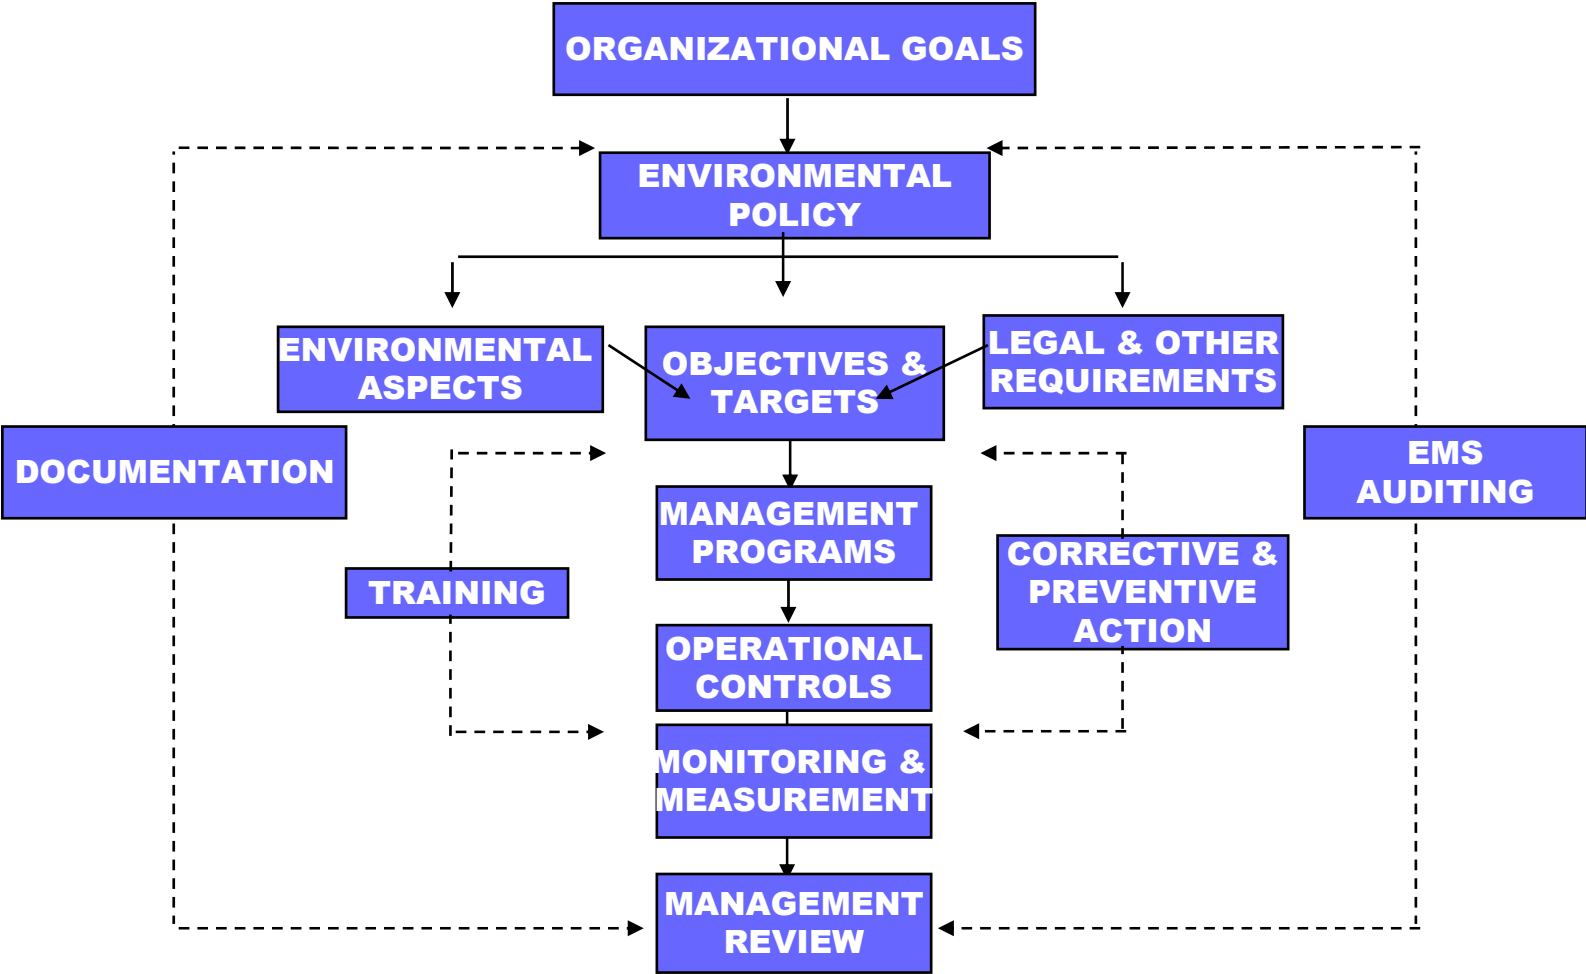 ORGANIZATIONAL GOALS
ENVIRONMENTAL
POLICY
ENVIRONMENTAL
ASPECTS
OBJECTIVES &
TARGETS
LEGAL & OTHER
REQUIREMENTS
DOCUMENTATION
EMS
AUDITING
MANAGEMENT
PROGRAMS
TRAINING
CORRECTIVE &
PREVENTIVE
ACTION
OPERATIONAL
CONTROLS
MONITORING &
MEASUREMENT
MANAGEMENT
REVIEW